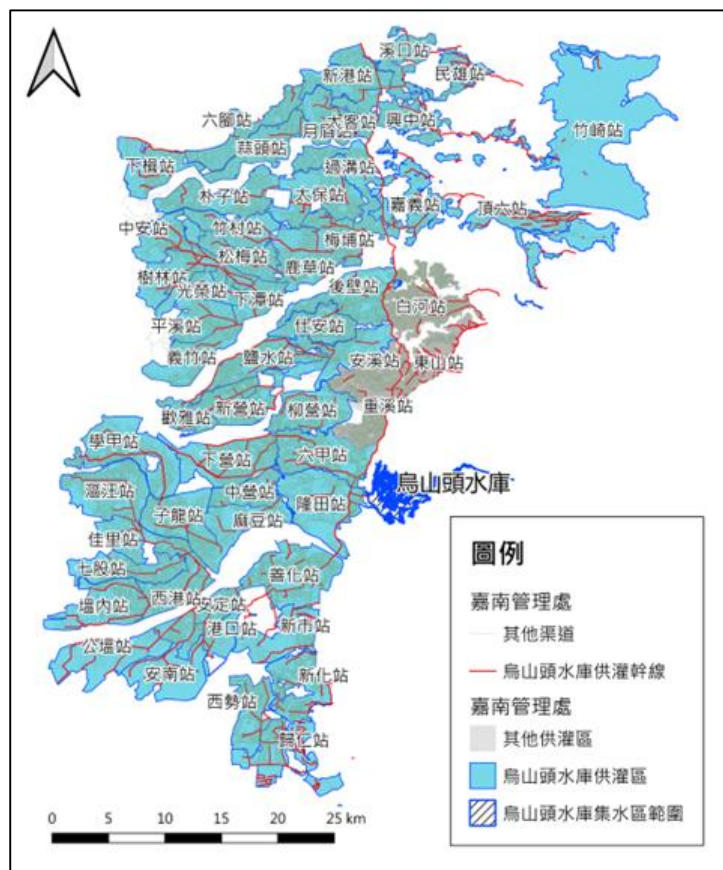 溪口站
新港站
民雄站
六腳站
月眉站
大客站
興中站
竹崎站
蒜頭站
下楫站
過溝站
朴子站
太保站
嘉義站
頂六站
中安站
竹村站
梅埔站
松梅站
鹿草站
樹林站
光榮站
下潭站
後壁站
白河站
平溪站
仕安站
義竹站
鹽水站
安溪站
東山站
歡雅站
新營站
柳營站
重溪站
學甲站
下營站
六甲站
烏山頭水庫
漚汪站
中營站
子龍站
麻豆站
隆田站
佳里站
七股站
善化站
塭內站
西港站
安定站
港口站
新市站
公塭站
安南站
新化站
西勢站
歸仁站
圖例
嘉南管理處
其他渠道
烏山頭水庫供灌幹線
嘉南管理處
其他供灌區
烏山頭水庫供灌區
烏山頭水庫集水區範圍
0 5 10 15 20 25 km